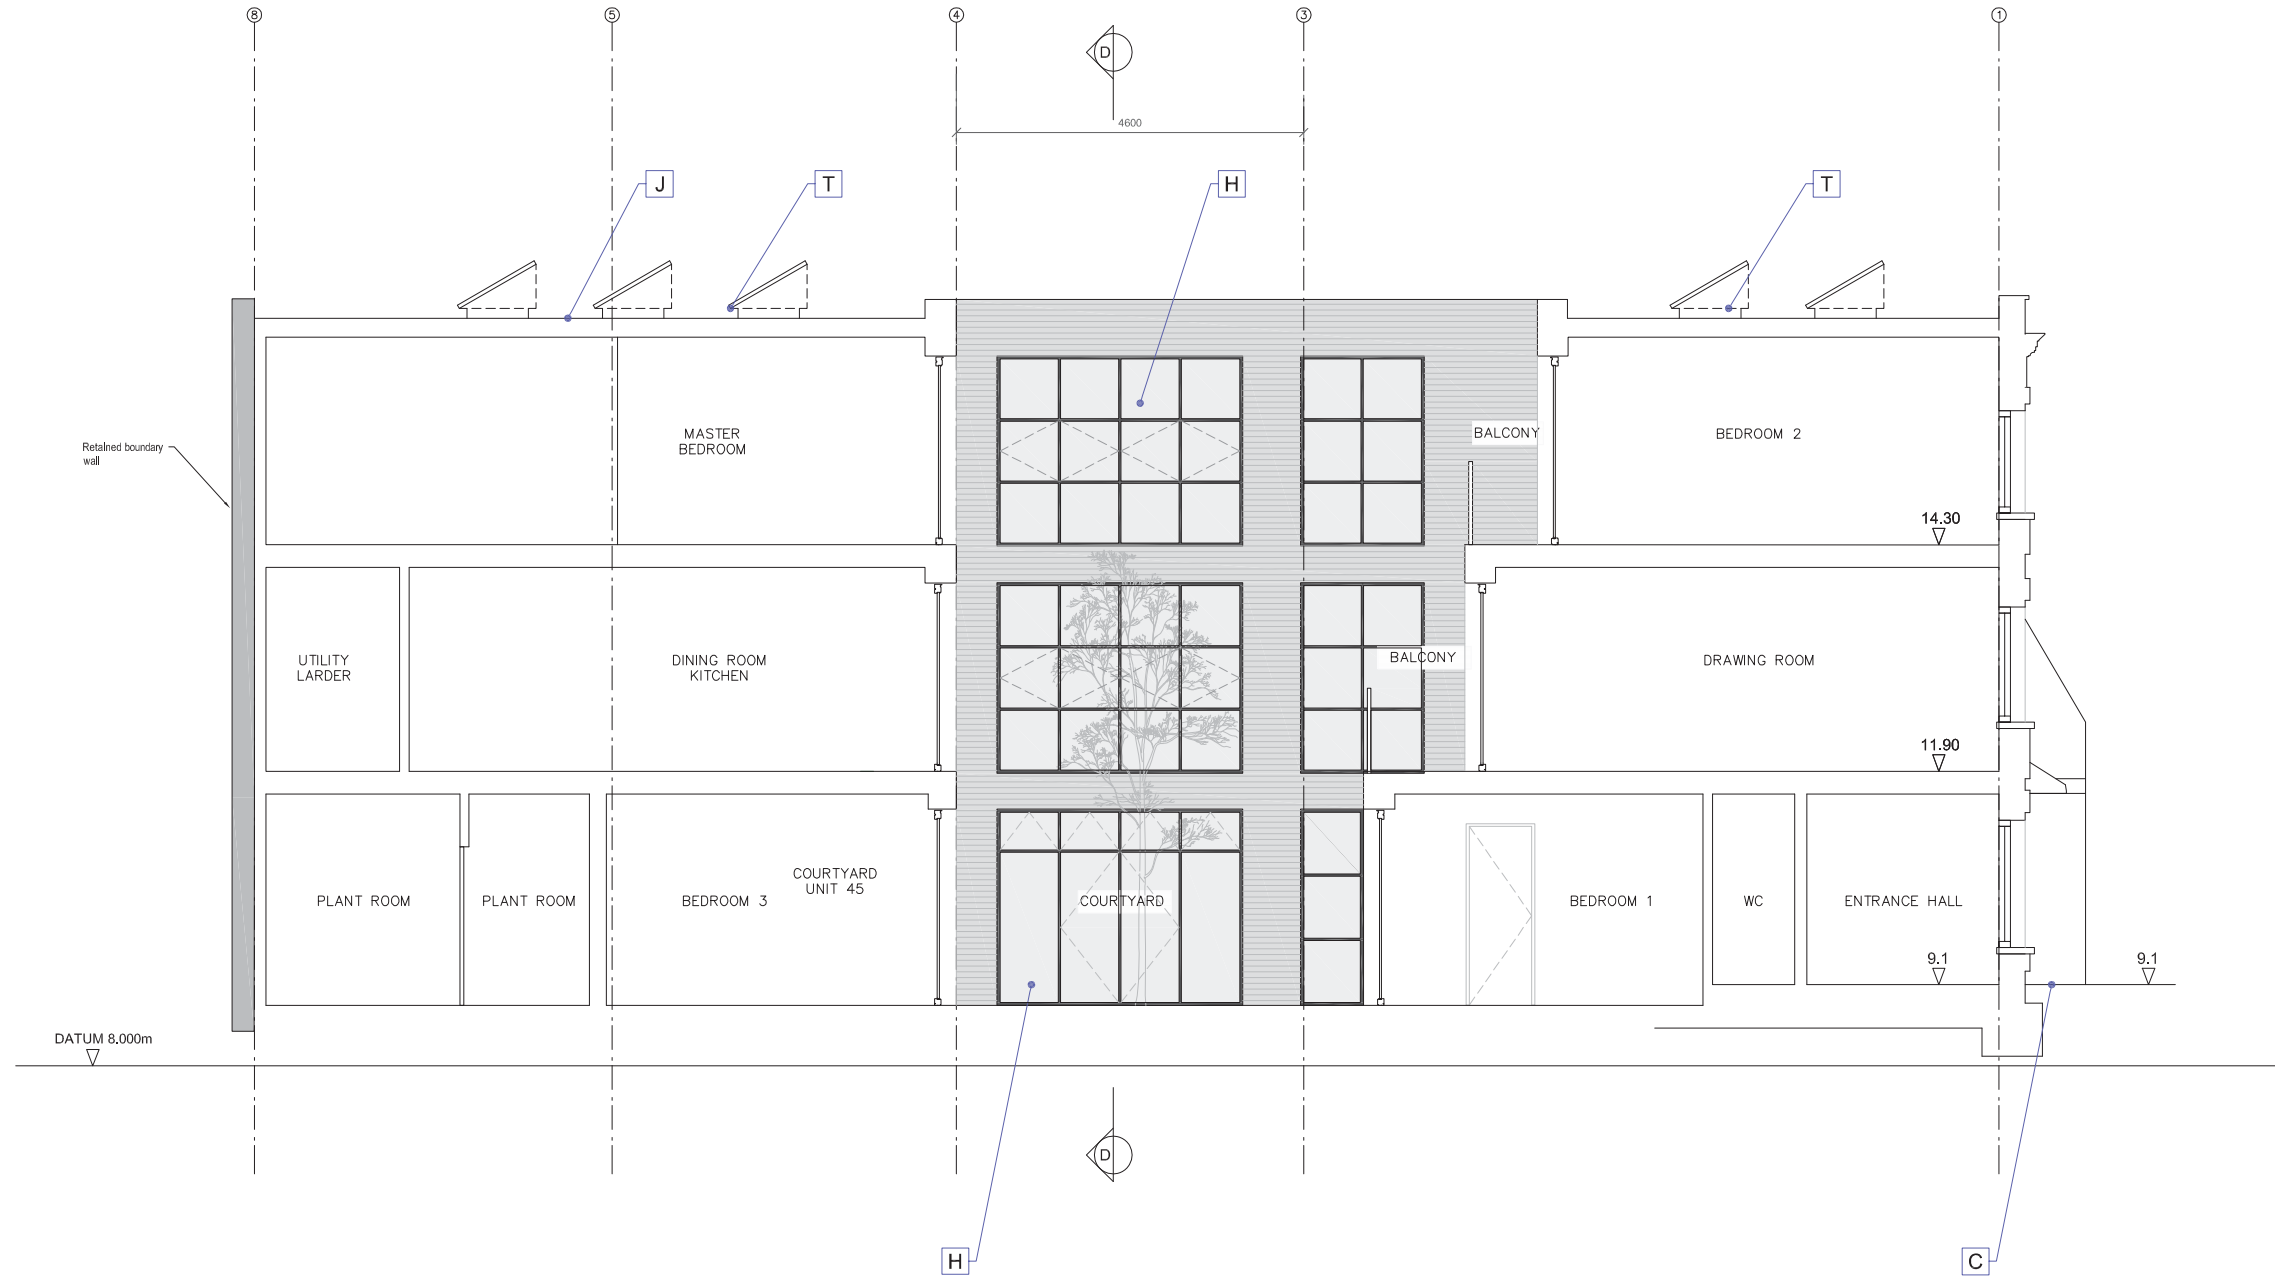 8
5
4
3
1
D
4600
J
T
H
T
Retained boundary
wall
MASTER
BEDROOM
BALCONY
BEDROOM 2
14.30
UTILITY
LARDER
DINING ROOM
KITCHEN
BALCONY
DRAWING ROOM
11.90
PLANT ROOM
PLANT ROOM
BEDROOM 3
COURTYARD
UNIT 45
COURTYARD
BEDROOM 1
WC
ENTRANCE HALL
9.1
9.1
DATUM 8.000m
D
H
C